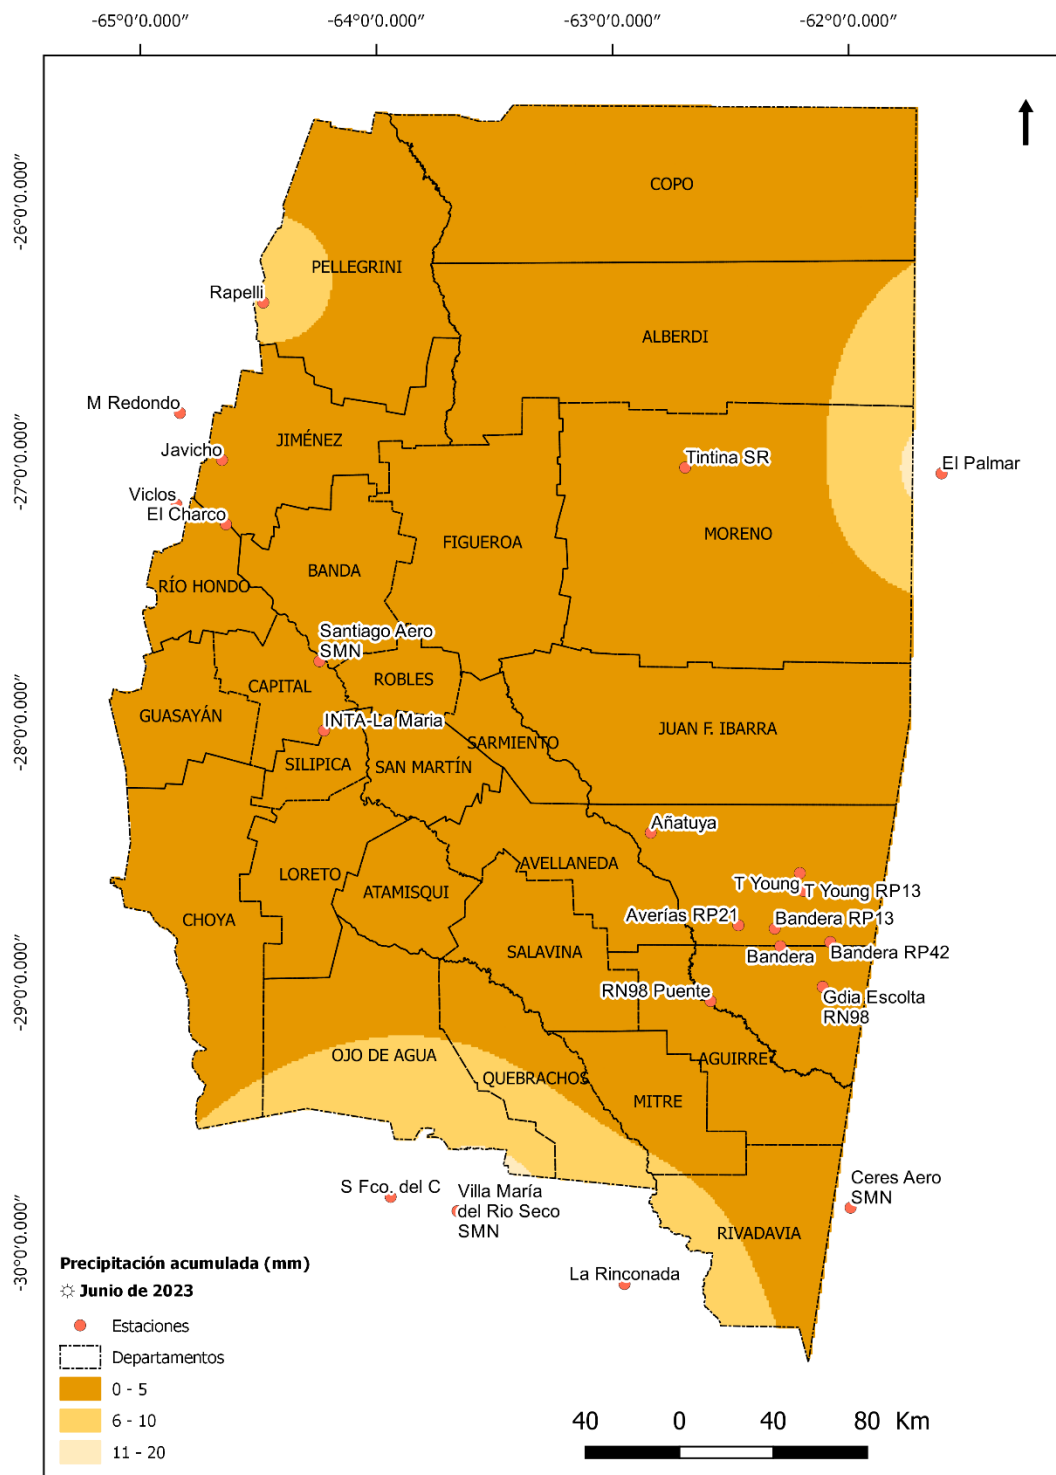 -65°0'0.000″
-64°0'0.000″
-63°0'0.000″
-62°0'0.000″
-26°0'0.000″
-27°0'0.000″
-28°0'0.000″
-29°0'0.000″
-30°0'0.000″
COPO
PELLEGRINI
Rapelli
ALBERDI
M Redondo
JIMÉNEZ
Javicho
Tintina SR
El Palmar
Viclos
El Charco
FIGUEROA
MORENO
BANDA
RÍO HONDO
Santiago Aero
SMN
ROBLES
CAPITAL
GUASAYÁN
INTA-La Maria
JUAN F. IBARRA
SARMIENTO
SILIPICA
SAN MARTÍN
Añatuya
AVELLANEDA
LORETO
ATAMISQUI
T Young
T Young RP13
CHOYA
Averías RP21
Bandera RP13
SALAVINA
Bandera
Bandera RP42
RN98 Puente
Gdia Escolta
RN98
OJO DE AGUA
AGUIRRE
QUEBRACHOS
MITRE
S Fco. del C
Villa María
del Rio Seco
SMN
Ceres Aero
SMN
RIVADAVIA
La Rinconada
Precipitación acumulada (mm)
Junio de 2023
Estaciones
Departamentos
0 - 5
6 - 10
11 - 20
40 0 40 80 Km